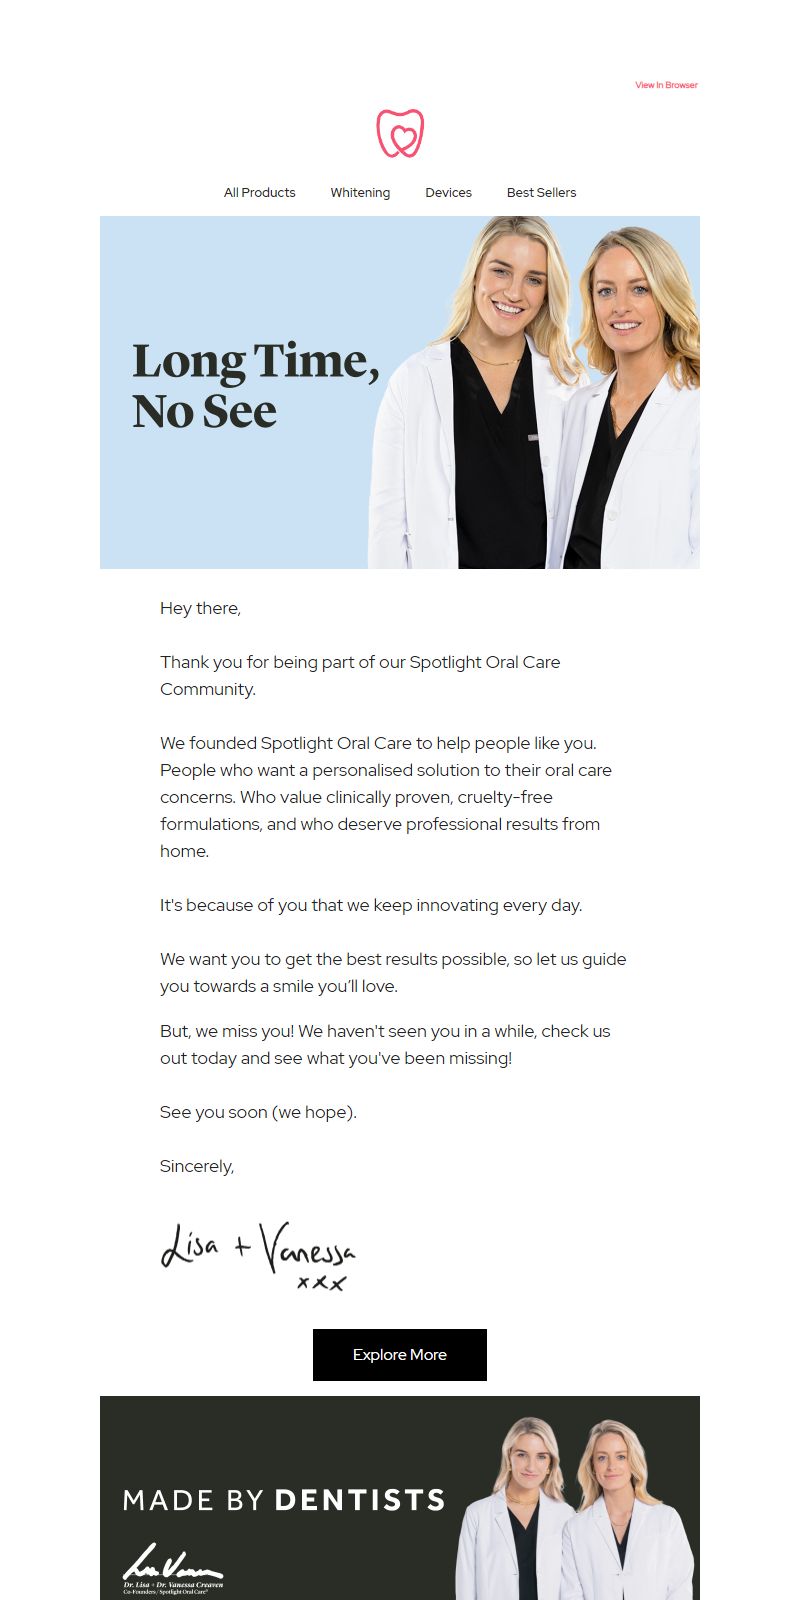 View In Browser
All Products Whitening Devices Best Sellers
Long Time,
No See
Hey there,
Thank you for being part of our Spotlight Oral Care
Community.
We founded Spotlight Oral Care to help people like you.
People who want a personalised solution to their oral care
concerns. Who value clinically proven, cruelty-free
formulations, and who deserve professional results from
home.
It's because of you that we keep innovating every day.
We want you to get the best results possible, so let us guide
you towards a smile you’ll love.
But, we miss you! We haven't seen you in a while, check us
out today and see what you've been missing!
See you soon (we hope).
Sincerely,
Lisa + Vanessa
xxx
Explore More
MADE BY DENTISTS
Dr. Lisa + Dr. Vanessa Creaven
Co-Founders / Spotlight Oral Care®